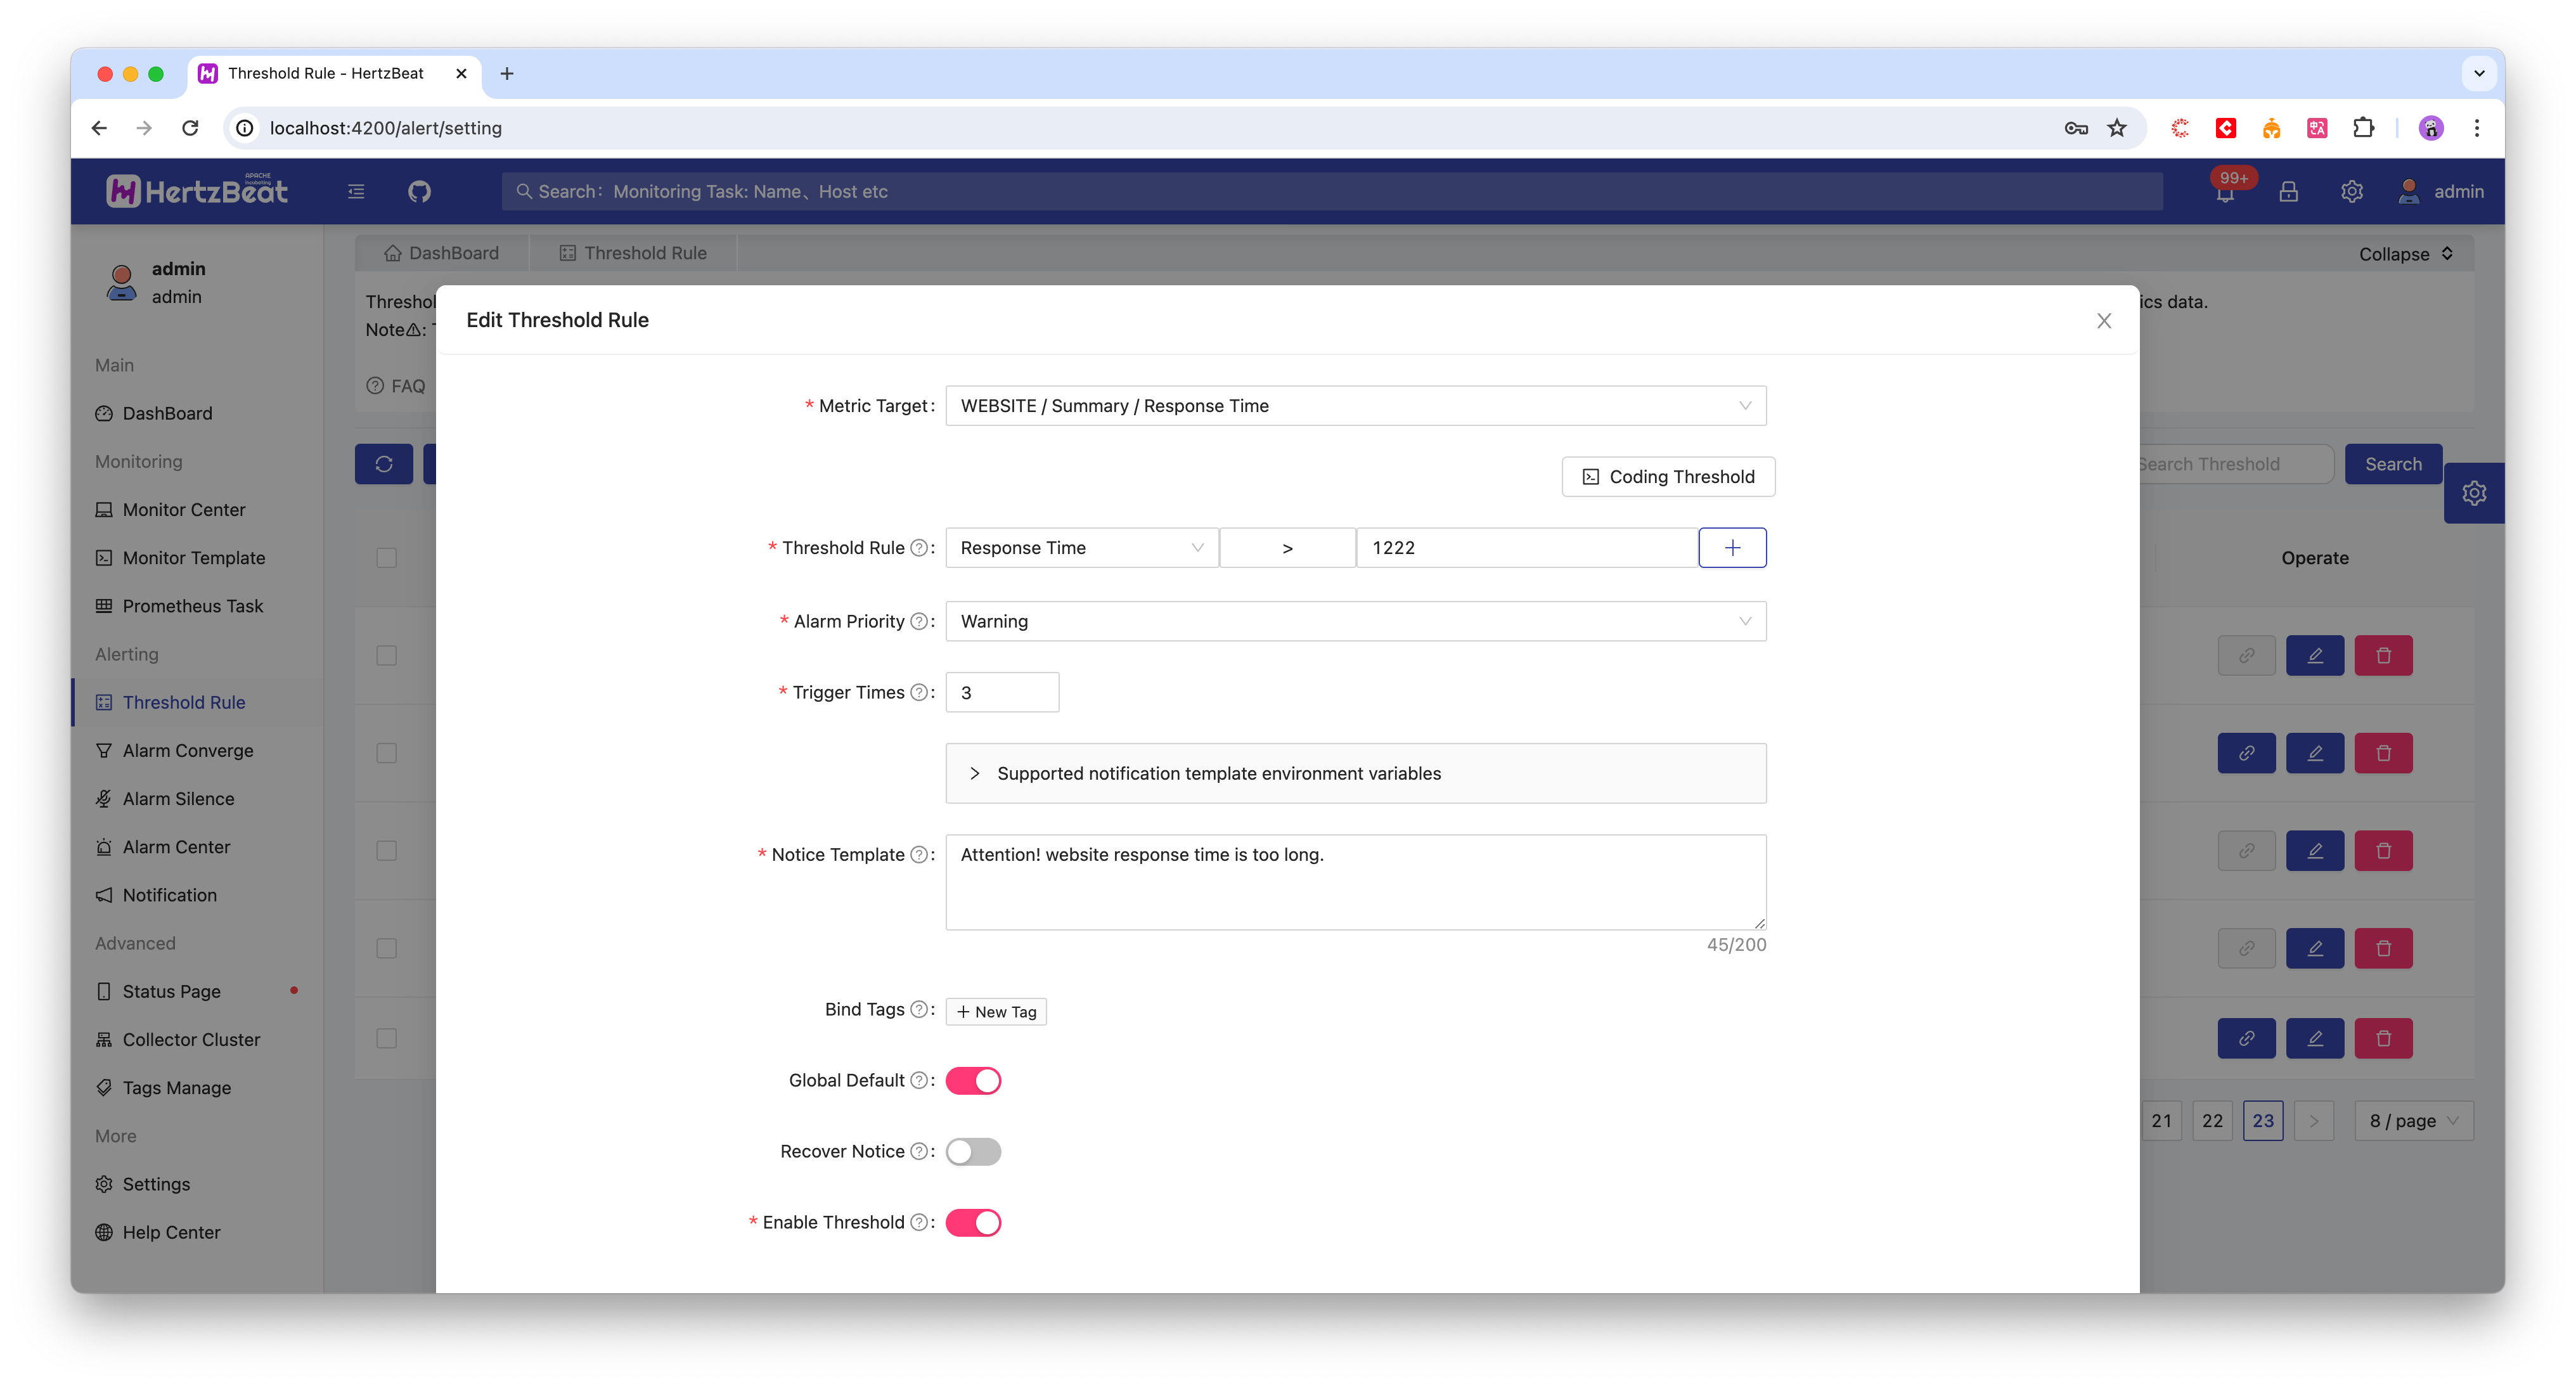 Threshold Rule - HertzBeat
localhost:4200/alert/setting
APACHE
HertzBeat
Search: Monitoring Task: Name、Host etc
99+
admin
admin
admin
Main
DashBoard
Monitoring
Monitor Center
Monitor Template
Prometheus Task
Alerting
Threshold Rule
Alarm Converge
Alarm Silence
Alarm Center
Notification
Advanced
Status Page
Collector Cluster
Tags Manage
More
Settings
Help Center
DashBoard
Threshold Rule
Collapse
Threshol
ics data.
Note⚠:
FAQ
Search Threshold
Search
Operate
Edit Threshold Rule
* Metric Target: WEBSITE / Summary / Response Time
Coding Threshold
* Threshold Rule ?: Response Time > 1222 +
* Alarm Priority ?: Warning
* Trigger Times ?: 3
> Supported notification template environment variables
* Notice Template ?: Attention! website response time is too long.
45/200
Bind Tags ?: + New Tag
Global Default ?:
Recover Notice ?:
* Enable Threshold ?:
21 22 23 > 8 / page